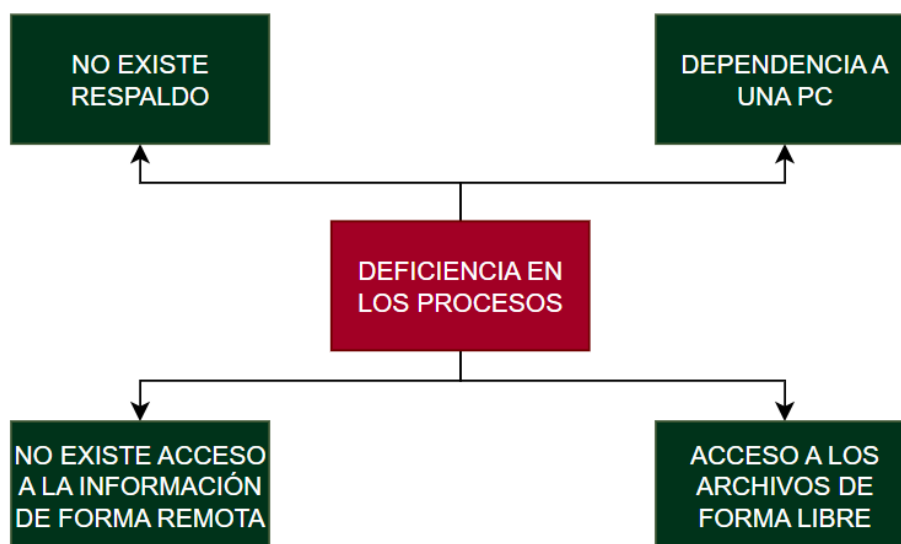 NO EXISTE
RESPALDO
DEPENDENCIA A
UNA PC
DEFICIENCIA EN
LOS PROCESOS
NO EXISTE ACCESO
A LA INFORMACIÓN
DE FORMA REMOTA
ACCESO A LOS
ARCHIVOS DE
FORMA LIBRE